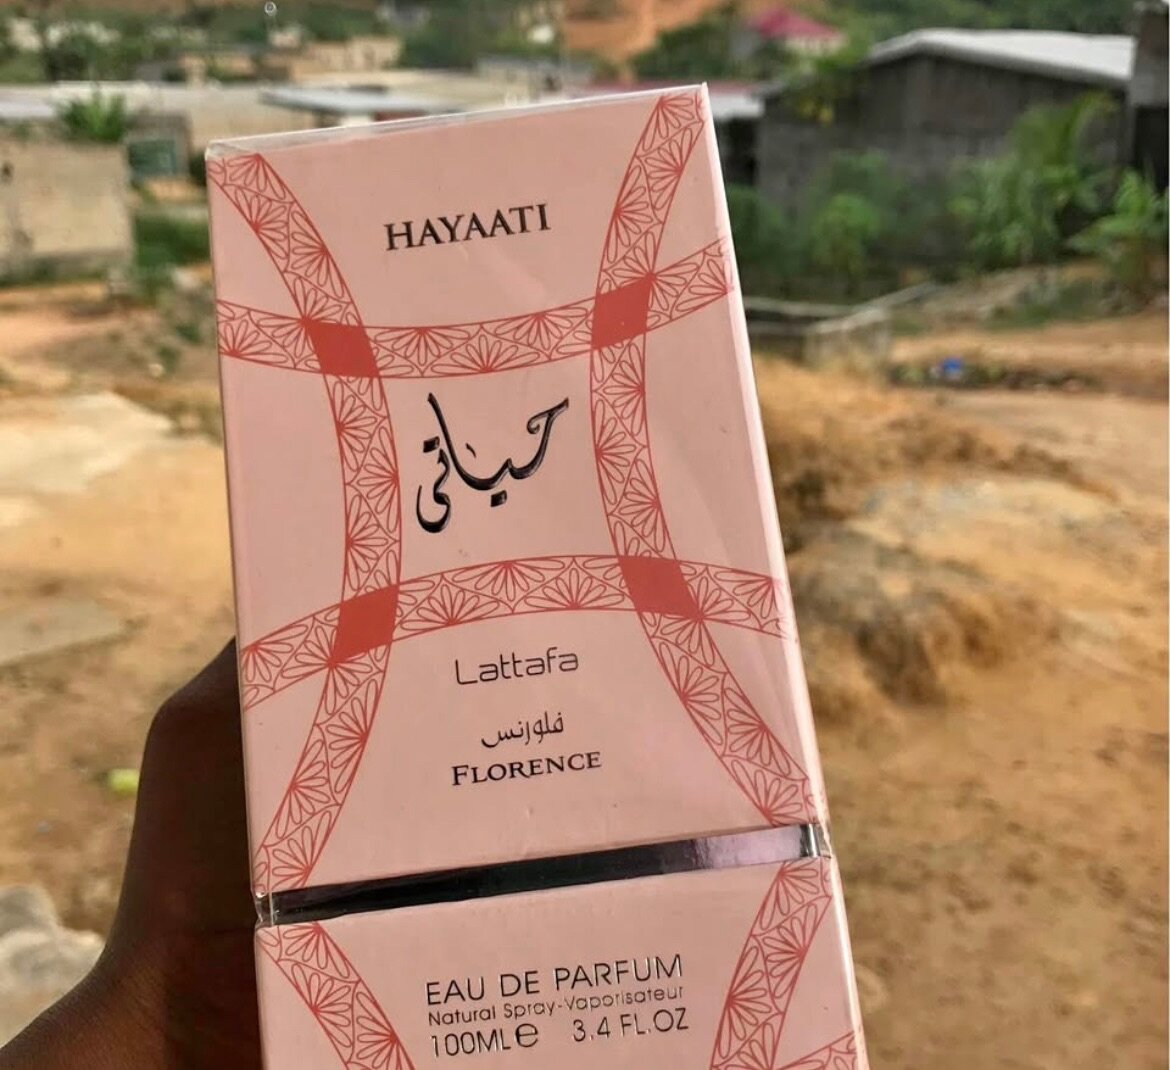 HAYAATI
حياتي
Lattafa
فلورنس
FLORENCE
EAU DE PARFUM
Natural Spray-Vaporisateur
100ML℮ 3.4 FL.OZ